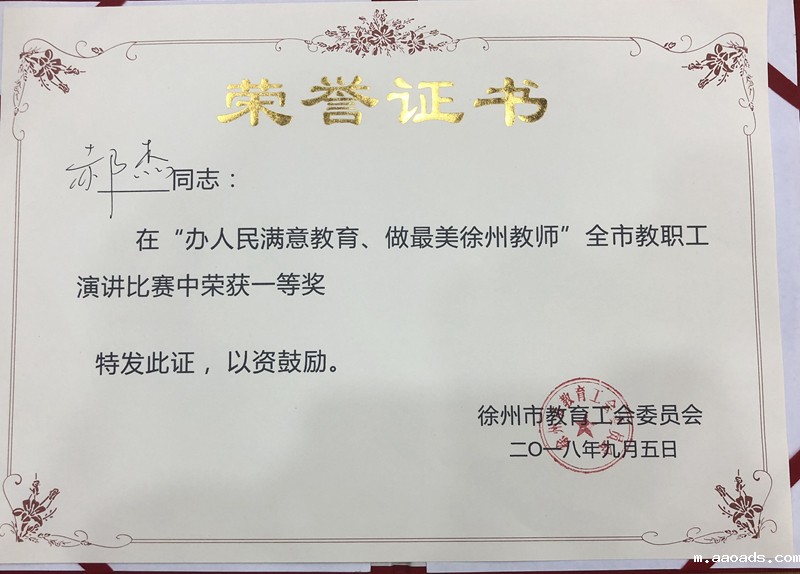 荣誉证书
郝杰同志：
在“办人民满意教育、做最美徐州教师”全市教职工
演讲比赛中荣获一等奖
特发此证，以资鼓励。
徐州市教育工会委员会
二〇一八年九月五日
m.aaoads.com